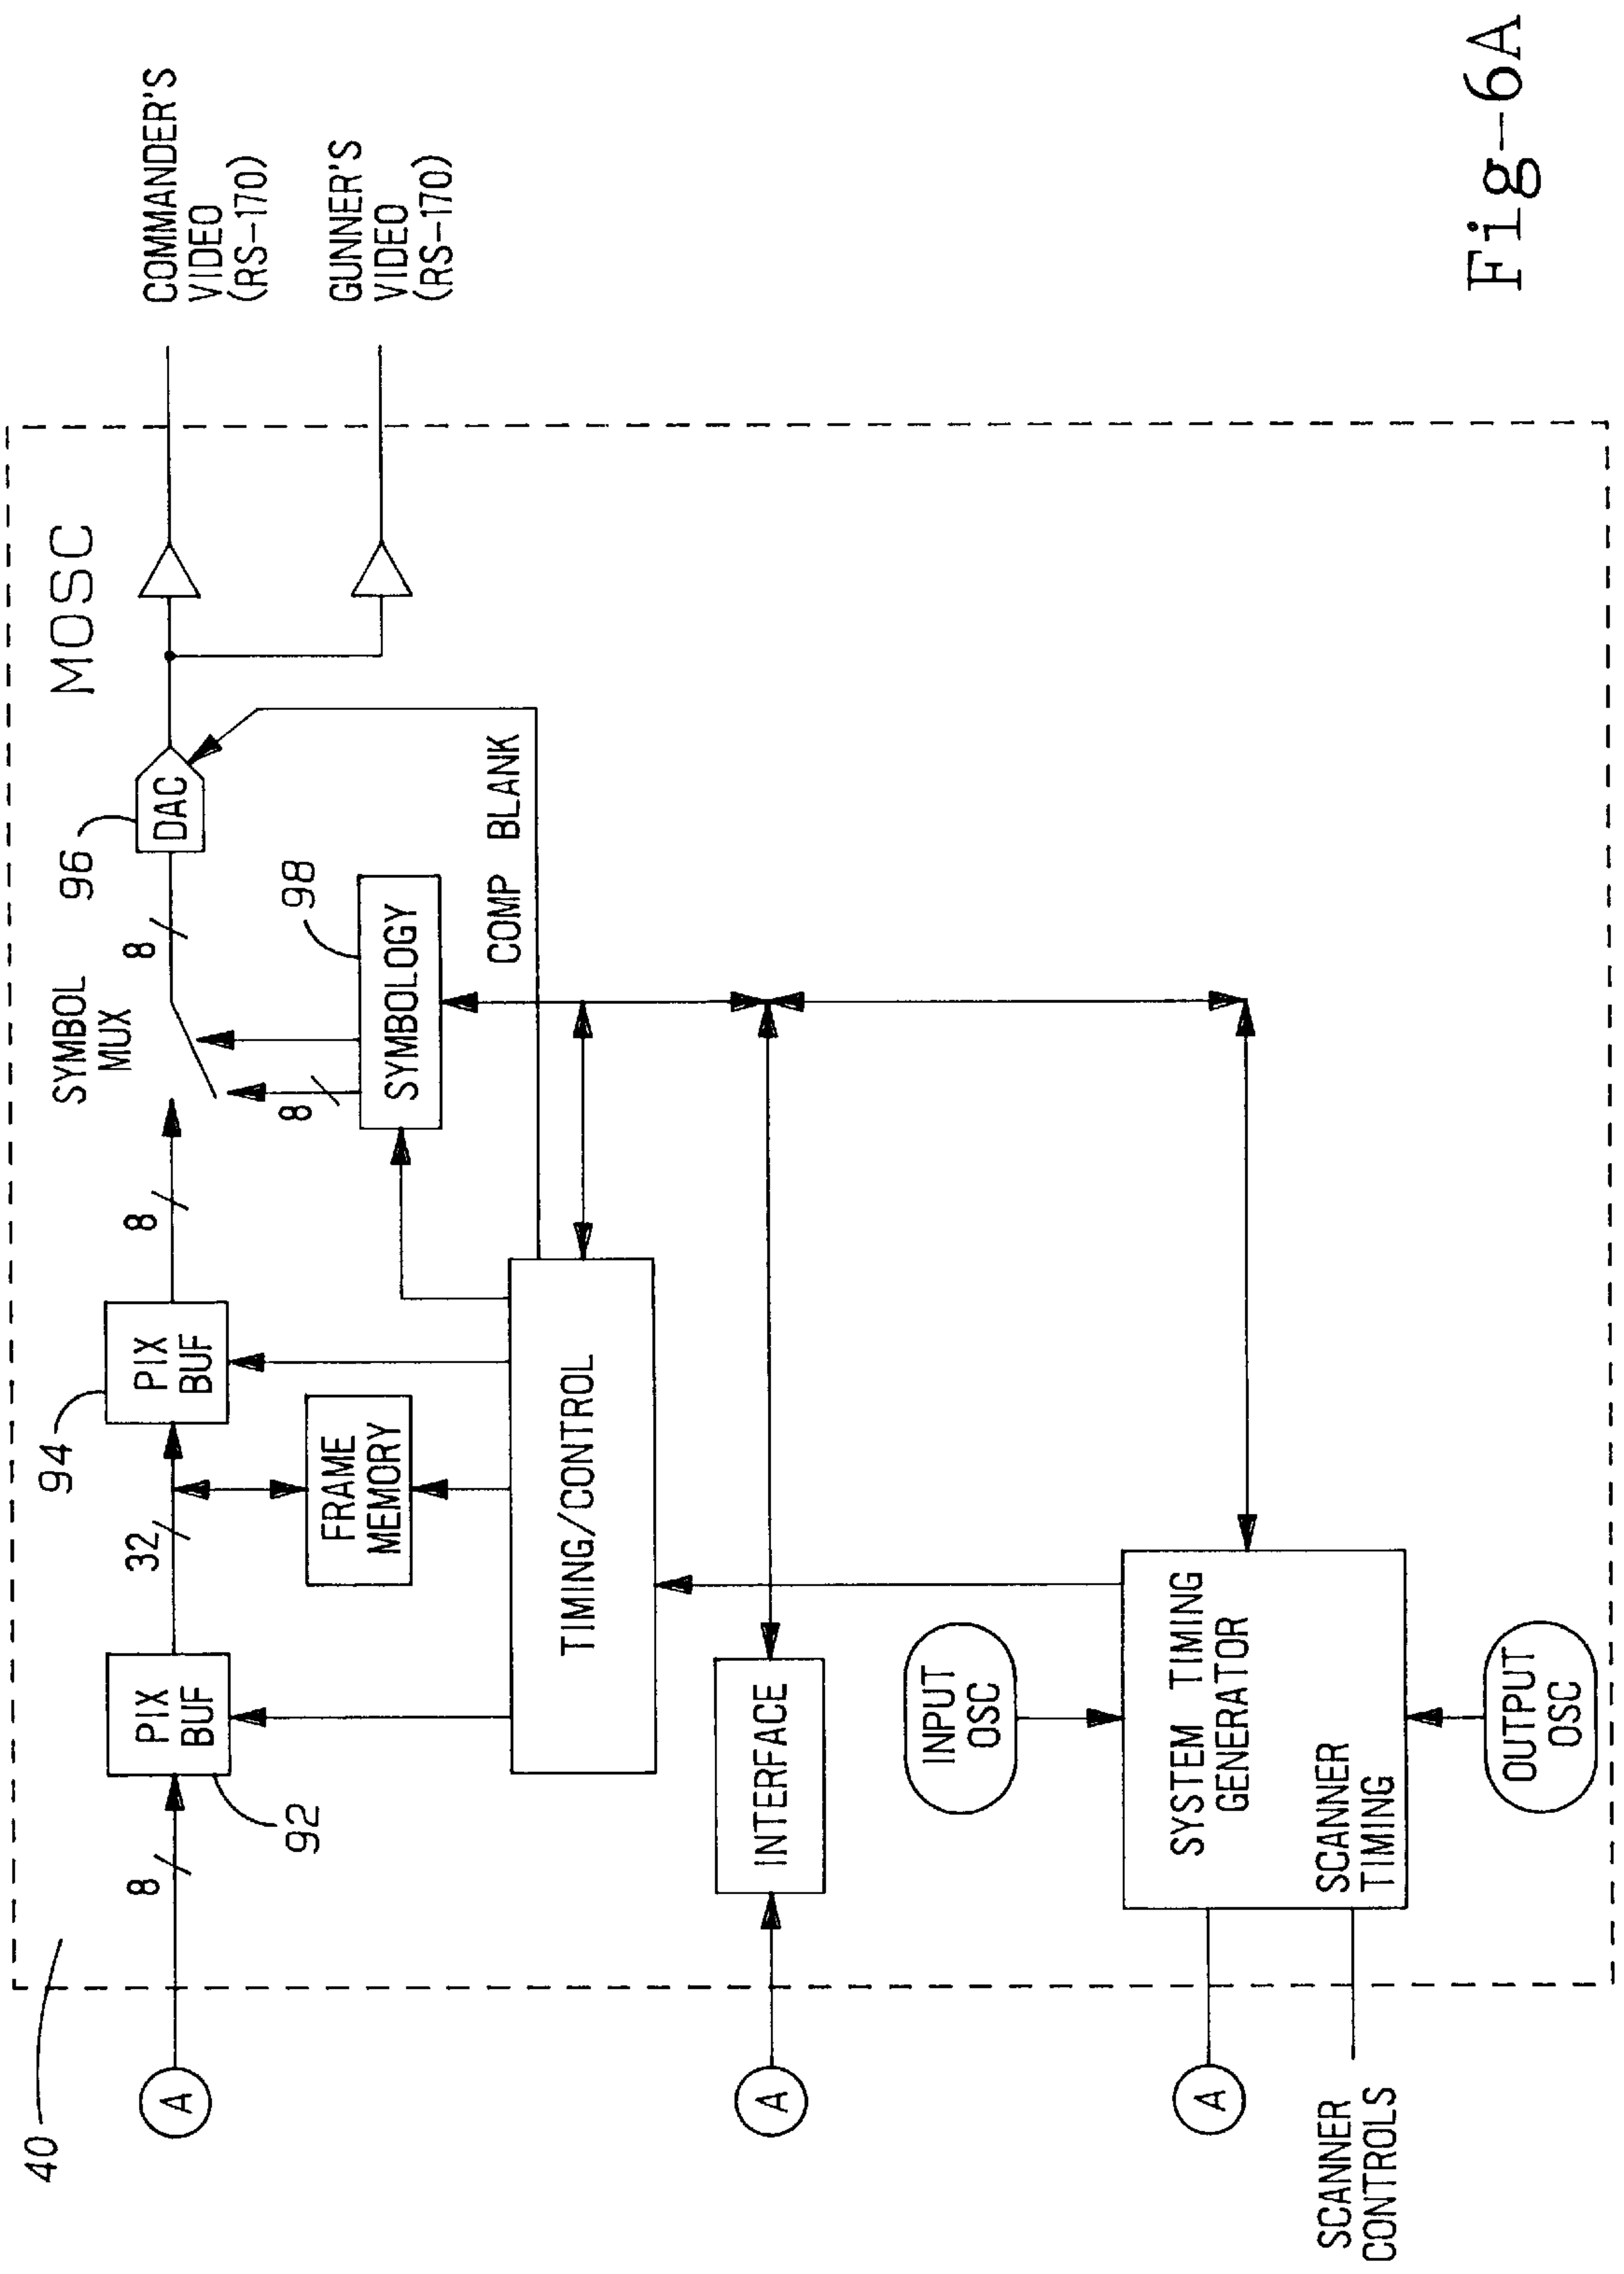 40
MOSC
COMMANDER'S
VIDEO
(RS-170)
GUNNER'S
VIDEO
(RS-170)
A
8
PIX
BUF
92
32
94
PIX
BUF
8
SYMBOL
MUX
8
96
DAC
FRAME
MEMORY
8
SYMBOLOGY
98
COMP BLANK
TIMING/CONTROL
A
INTERFACE
INPUT
OSC
A
SYSTEM TIMING
GENERATOR
SCANNER
TIMING
SCANNER
CONTROLS
OUTPUT
OSC
Fig-6A